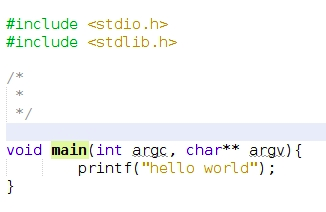 #include <stdio.h>
#include <stdlib.h>
/*
*
*/
void main(int argc, char** argv){
printf("hello world");
}